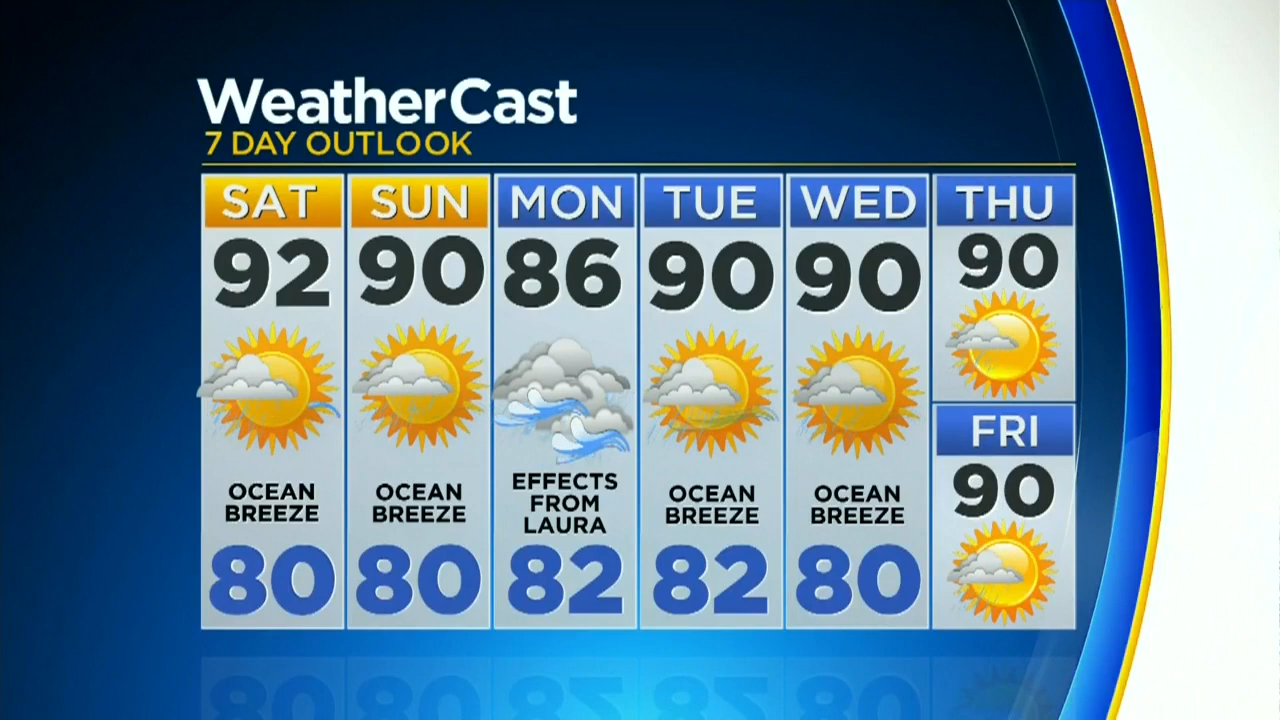 WeatherCast
7 DAY OUTLOOK
SAT
92
OCEAN
BREEZE
80
SUN
90
OCEAN
BREEZE
80
MON
86
EFFECTS
FROM
LAURA
82
TUE
90
OCEAN
BREEZE
82
WED
90
OCEAN
BREEZE
80
THU
90
FRI
90